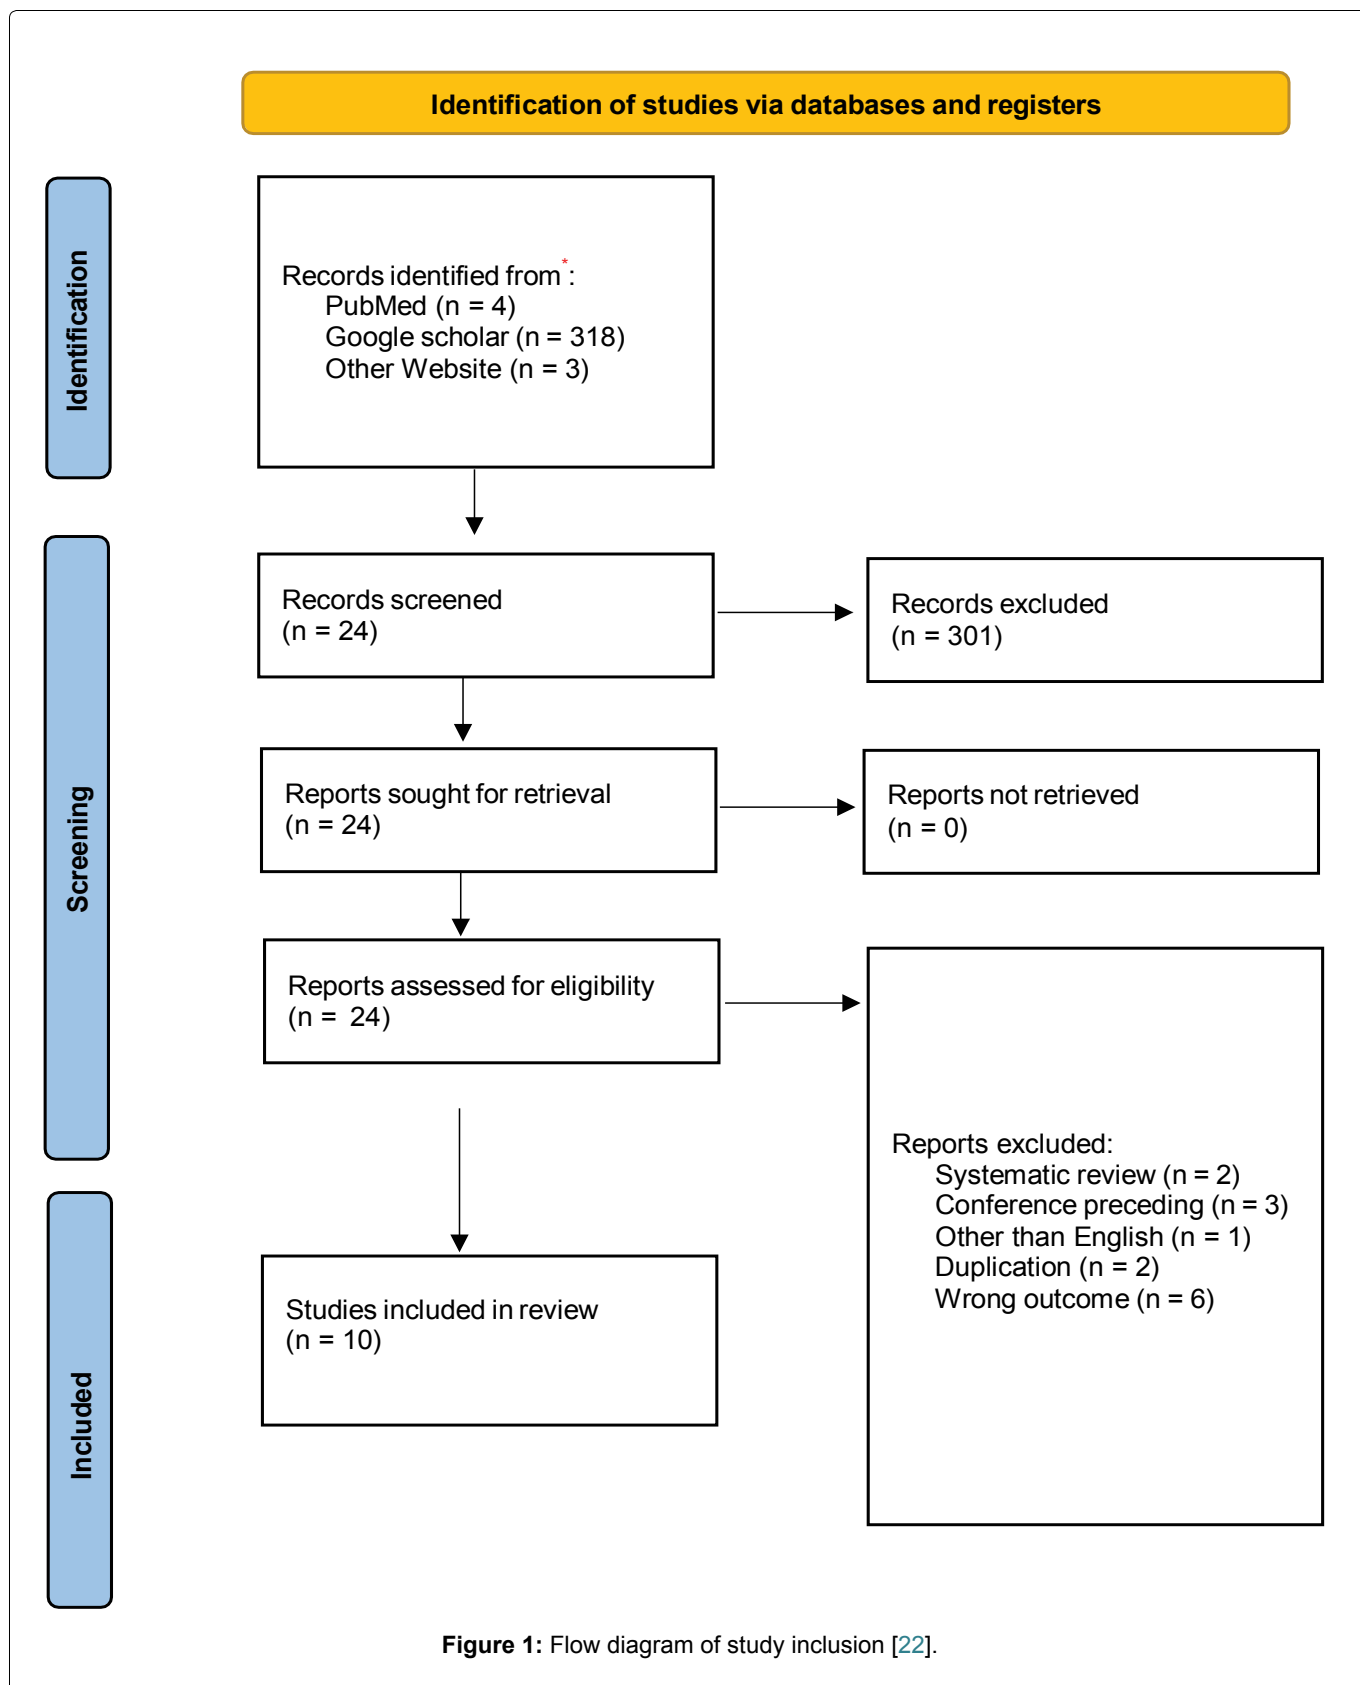 Identification of studies via databases and registers
Identification
Records identified from*:
PubMed (n = 4)
Google scholar (n = 318)
Other Website (n = 3)
Screening
Records screened
(n = 24)
Records excluded
(n = 301)
Reports sought for retrieval
(n = 24)
Reports not retrieved
(n = 0)
Reports assessed for eligibility
(n = 24)
Reports excluded:
Systematic review (n = 2)
Conference preceding (n = 3)
Other than English (n = 1)
Duplication (n = 2)
Wrong outcome (n = 6)
Included
Studies included in review
(n = 10)
Figure 1: Flow diagram of study inclusion [22].